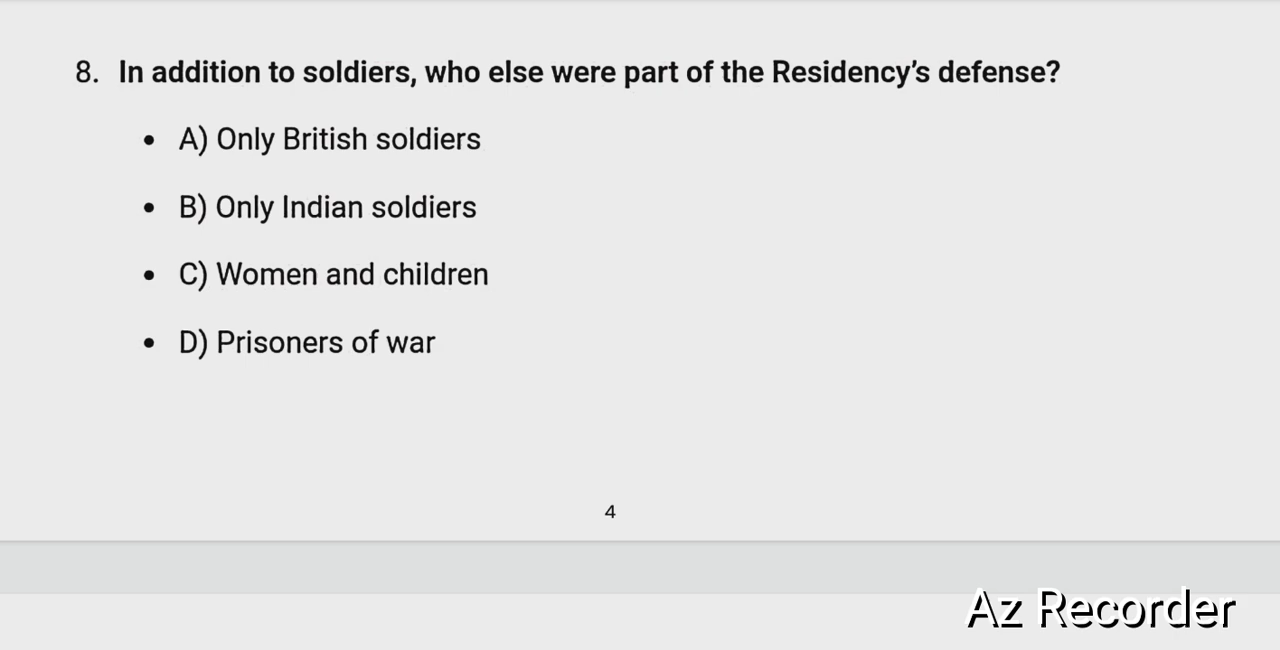 8. In addition to soldiers, who else were part of the Residency’s defense?
• A) Only British soldiers
• B) Only Indian soldiers
• C) Women and children
• D) Prisoners of war
4
Az Recorder